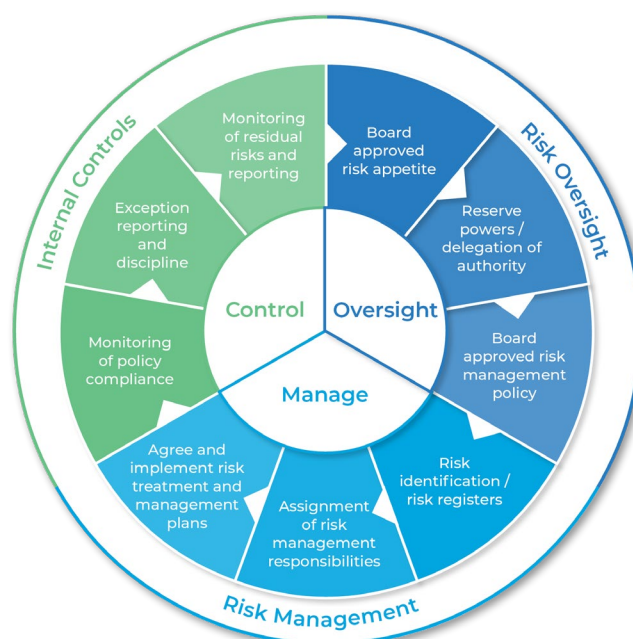 Internal Controls
Risk Oversight
Risk Management
Control
Oversight
Manage
Board
approved
risk appetite
Reserve
powers /
delegation of
authority
Board
approved risk
management
policy
Risk
identification /
risk registers
Assignment
of risk
management
responsibilities
Agree and
implement risk
treatment and
management
plans
Monitoring
of policy
compliance
Exception
reporting
and
discipline
Monitoring
of residual
risks and
reporting